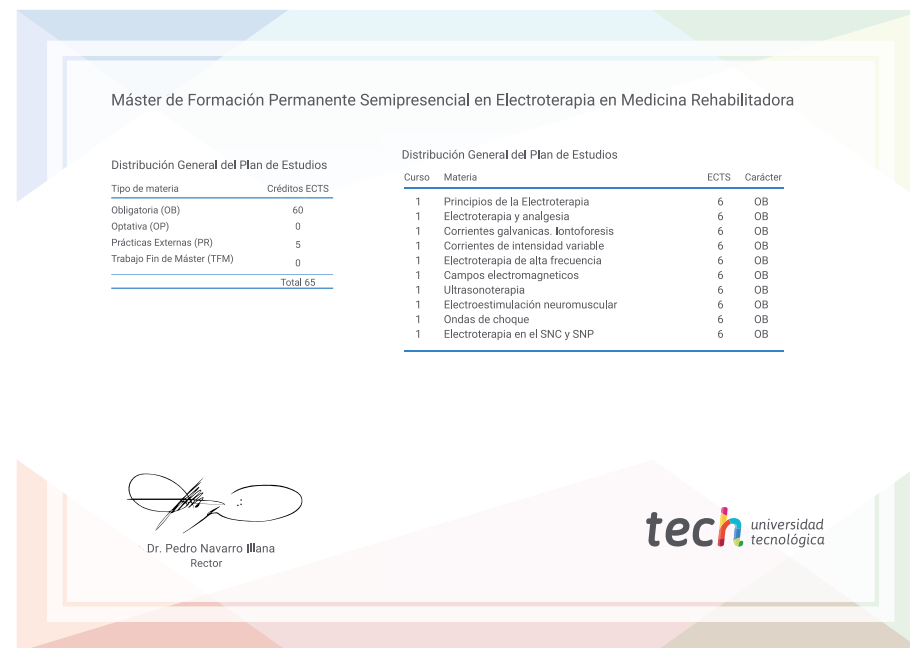 Máster de Formación Permanente Semipresencial en Electroterapia en Medicina Rehabilitadora
Distribución General del Plan de Estudios
Tipo de materia Créditos ECTS
Obligatoria (OB) 60
Optativa (OP) 0
Prácticas Externas (PR) 5
Trabajo Fin de Máster (TFM) 0
Total 65
Distribución General del Plan de Estudios
Curso Materia ECTS Carácter
1 Principios de la Electroterapia 6 OB
1 Electroterapia y analgesia 6 OB
1 Corrientes galvanicas. Iontoforesis 6 OB
1 Corrientes de intensidad variable 6 OB
1 Electroterapia de alta frecuencia 6 OB
1 Campos electromagneticos 6 OB
1 Ultrasonoterapia 6 OB
1 Electroestimulación neuromuscular 6 OB
1 Ondas de choque 6 OB
1 Electroterapia en el SNC y SNP 6 OB
Dr. Pedro Navarro Illana
Rector
tech universidad
tecnológica